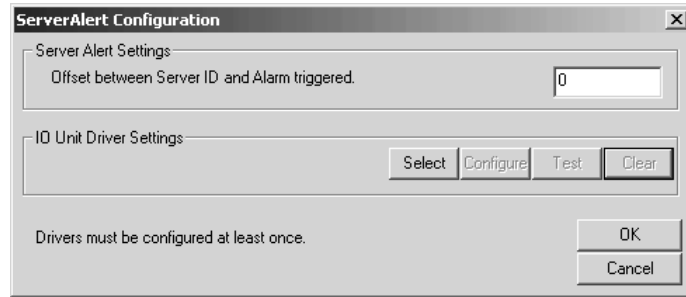 ServerAlert Configuration
Server Alert Settings
Offset between Server ID and Alarm triggered.
0
IO Unit Driver Settings
Select Configure Test Clear
Drivers must be configured at least once.
OK
Cancel